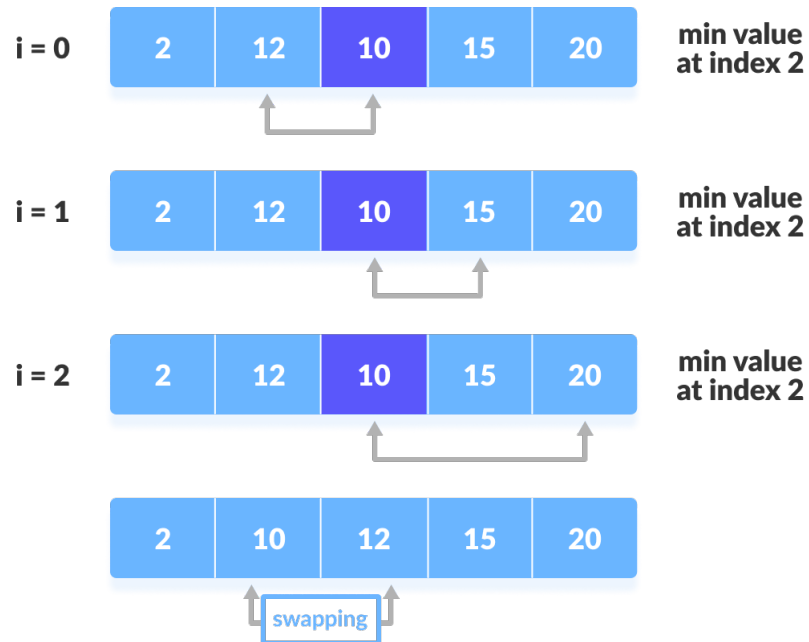 i = 0
2 12 10 15 20
min value
at index 2
i = 1
2 12 10 15 20
min value
at index 2
i = 2
2 12 10 15 20
min value
at index 2
2 10 12 15 20
swapping